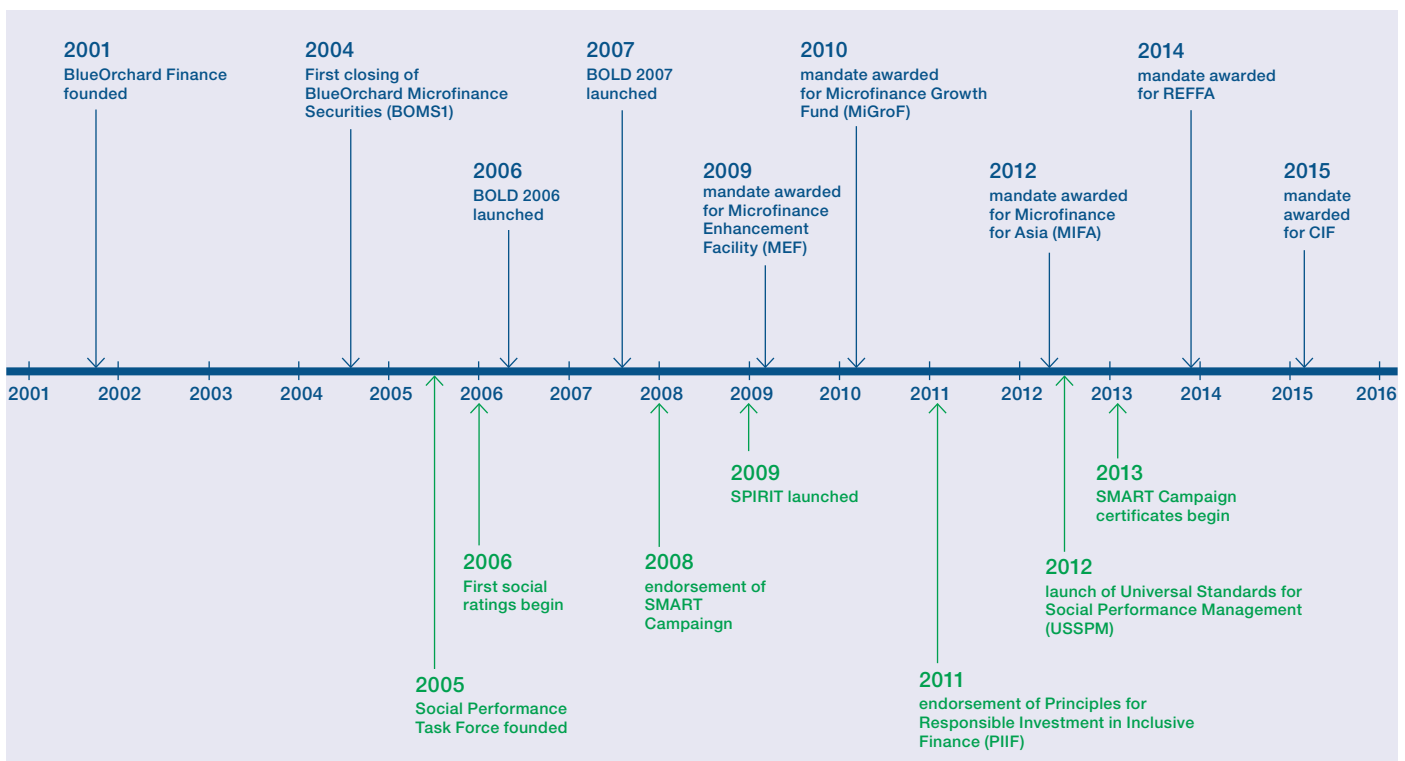 2001
BlueOrchard Finance
founded
2004
First closing of
BlueOrchard Microfinance
Securities (BOMS1)
2007
BOLD 2007
launched
2010
mandate awarded
for Microfinance Growth
Fund (MiGroF)
2014
mandate awarded
for REFFA
2006
BOLD 2006
launched
2009
mandate awarded
for Microfinance
Enhancement
Facility (MEF)
2012
mandate awarded
for Microfinance
for Asia (MIFA)
2015
mandate
awarded
for CIF
2001 2002 2003 2004 2005 2006 2007 2008 2009 2010 2011 2012 2013 2014 2015 2016
2009
SPIRIT launched
2013
SMART Campaign
certificates begin
2006
First social
ratings begin
2008
endorsement of
SMART
Campaingn
2012
launch of Universal Standards for
Social Performance Management
(USSPM)
2005
Social Performance
Task Force founded
2011
endorsement of Principles for
Responsible Investment in Inclusive
Finance (PIIF)